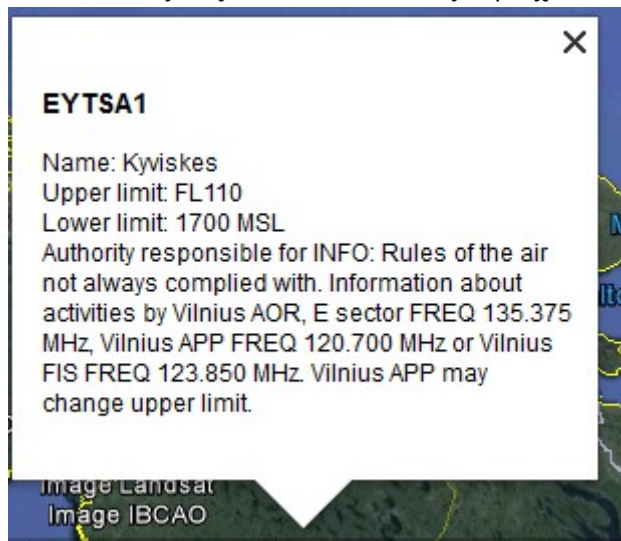 EYTSA1
Name: Kyviskes
Upper limit: FL110
Lower limit: 1700 MSL
Authority responsible for INFO: Rules of the air
not always complied with. Information about
activities by Vilnius AOR, E sector FREQ 135.375
MHz, Vilnius APP FREQ 120.700 MHz or Vilnius
FIS FREQ 123.850 MHz. Vilnius APP may
change upper limit.
Image Landsat
Image IBCAO